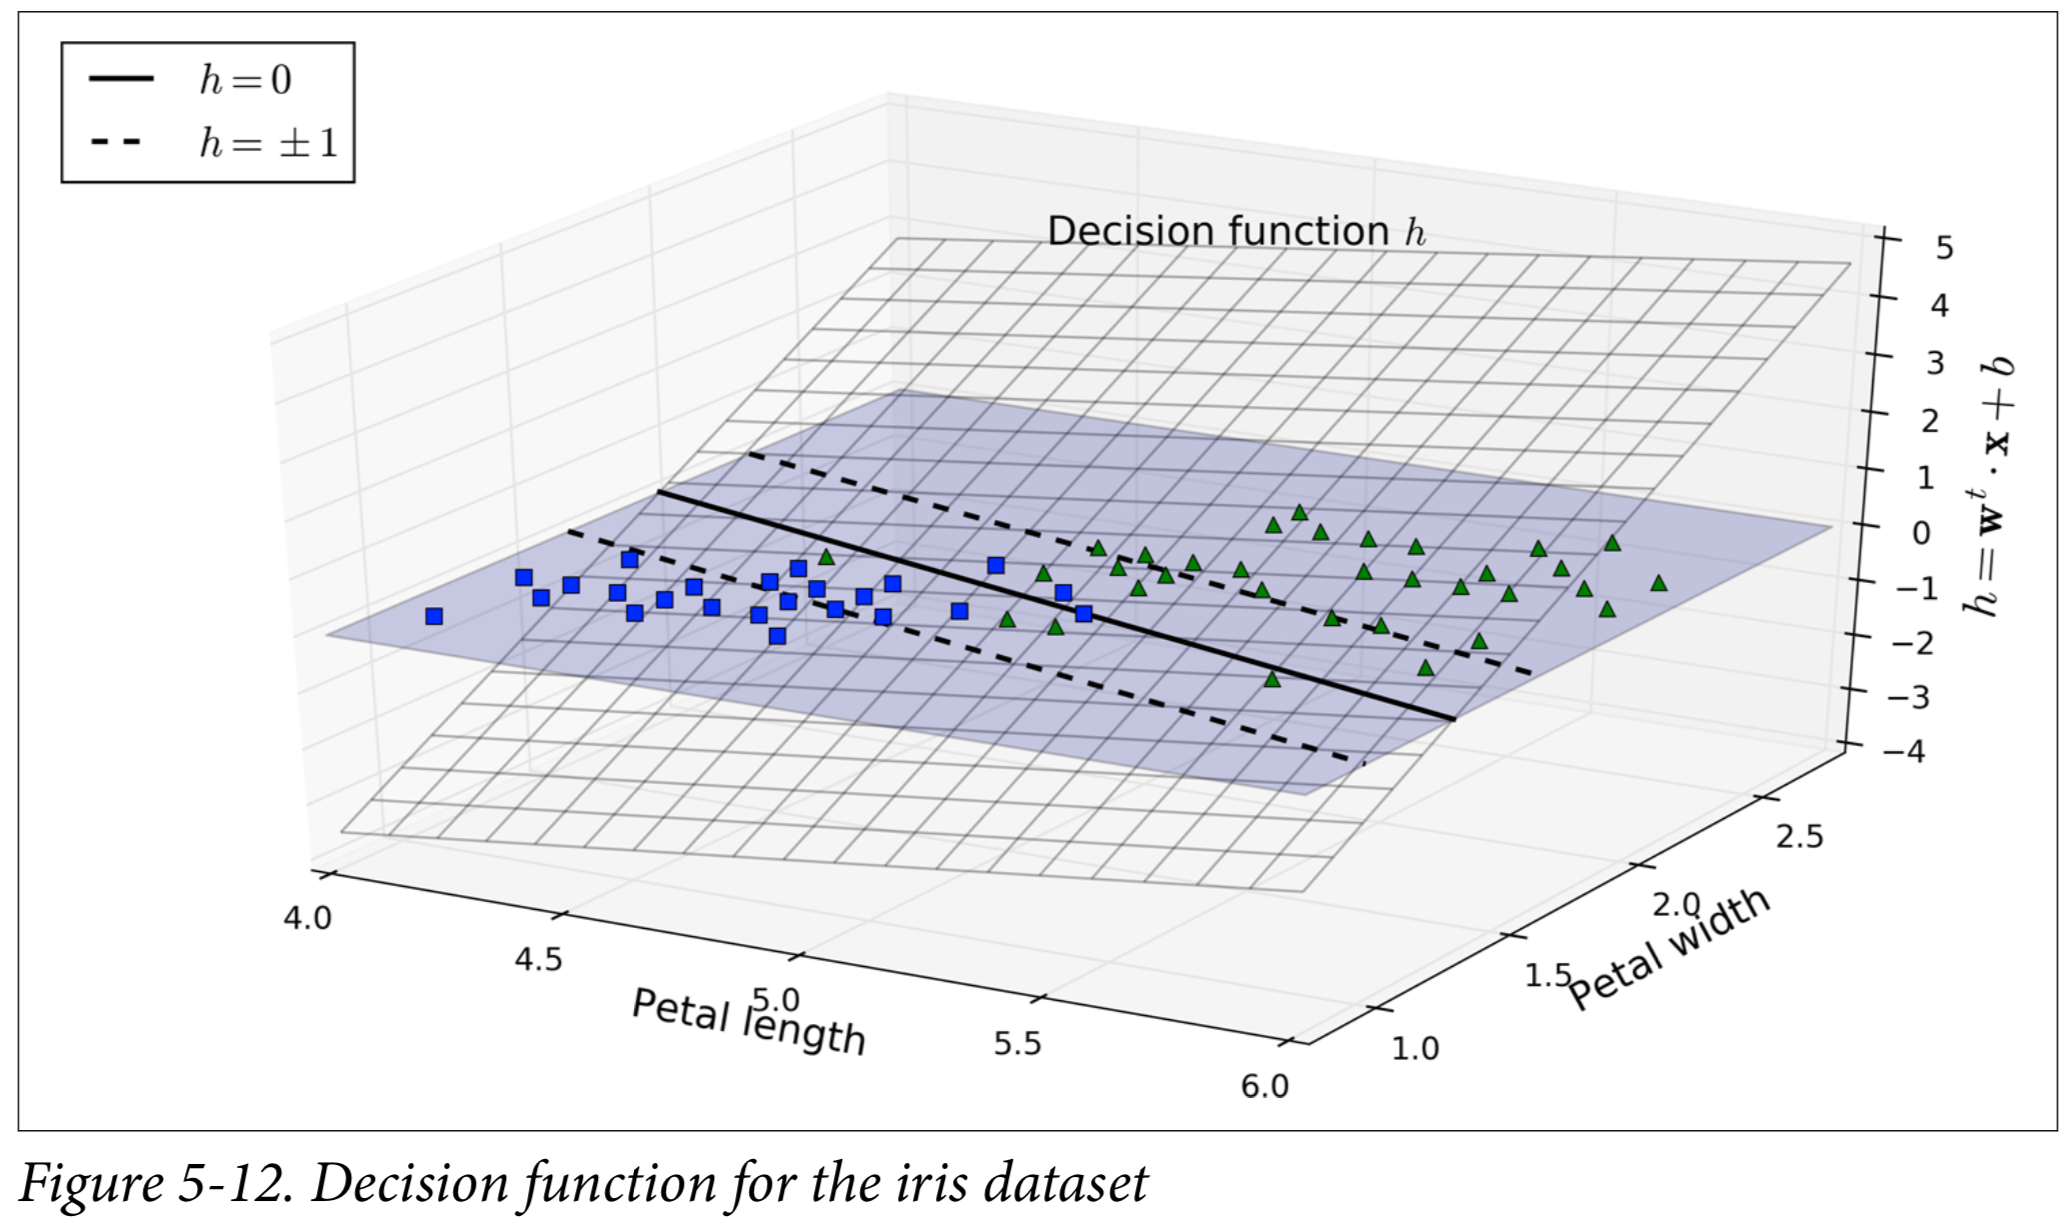 h = 0
h = ±1
Decision function h
5
4
3
2
1
0
−1
−2
−3
−4
h = wᵗ · x + b
4.0
4.5
5.0
5.5
6.0
Petal length
1.0
1.5
2.0
2.5
Petal width
Figure 5-12. Decision function for the iris dataset